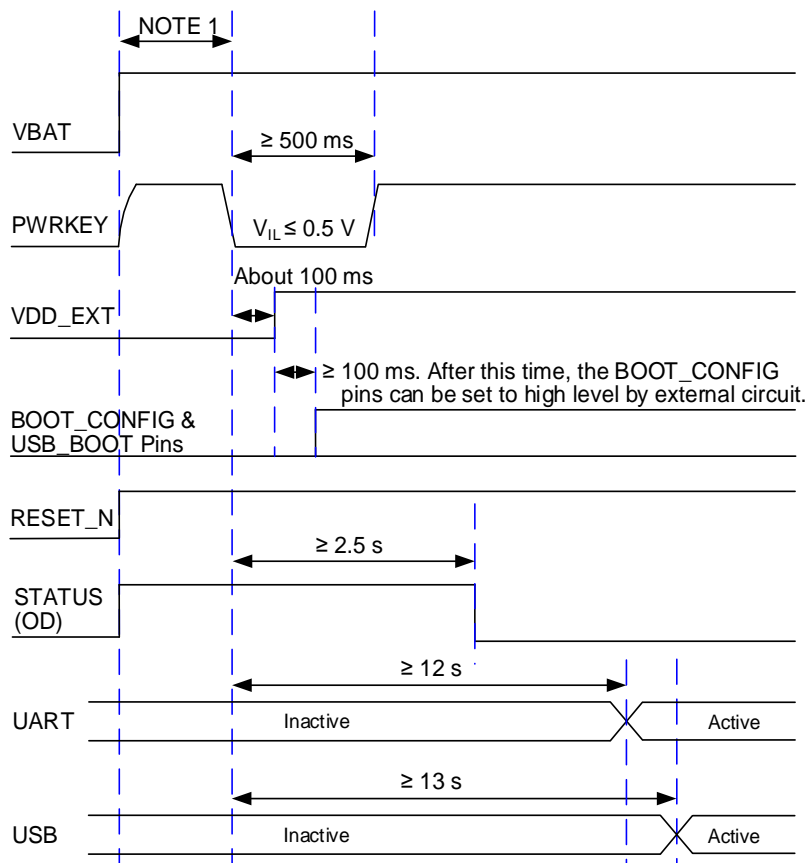 NOTE 1
VBAT
≥ 500 ms
PWRKEY
VIL ≤ 0.5 V
About 100 ms
VDD_EXT
≥ 100 ms. After this time, the BOOT_CONFIG
pins can be set to high level by external circuit.
BOOT_CONFIG &
USB_BOOT Pins
RESET_N
≥ 2.5 s
STATUS
(OD)
≥ 12 s
UART
Inactive
Active
≥ 13 s
USB
Inactive
Active